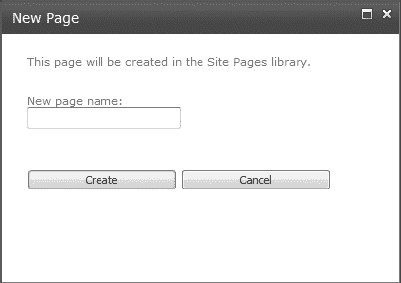 New Page
This page will be created in the Site Pages library.
New page name:
Create Cancel